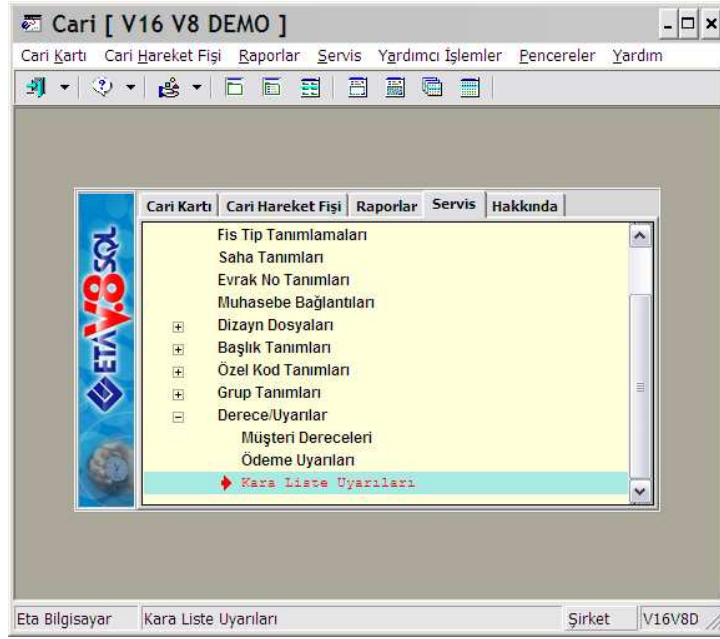 Cari [ V16 V8 DEMO ]
Cari Kartı Cari Hareket Fişi Raporlar Servis Yardımcı İşlemler Pencereler Yardım
Cari Kartı Cari Hareket Fişi Raporlar Servis Hakkında
ETA V.8 SQL
Fis Tip Tanımlamaları
Saha Tanımları
Evrak No Tanımları
Muhasebe Bağlantıları
Dizayn Dosyaları
Başlık Tanımları
Özel Kod Tanımları
Grup Tanımları
Derece/Uyarılar
Müşteri Dereceleri
Ödeme Uyarıları
Kara Liste Uyarıları
Eta Bilgisayar Kara Liste Uyarıları Şirket V16V8D